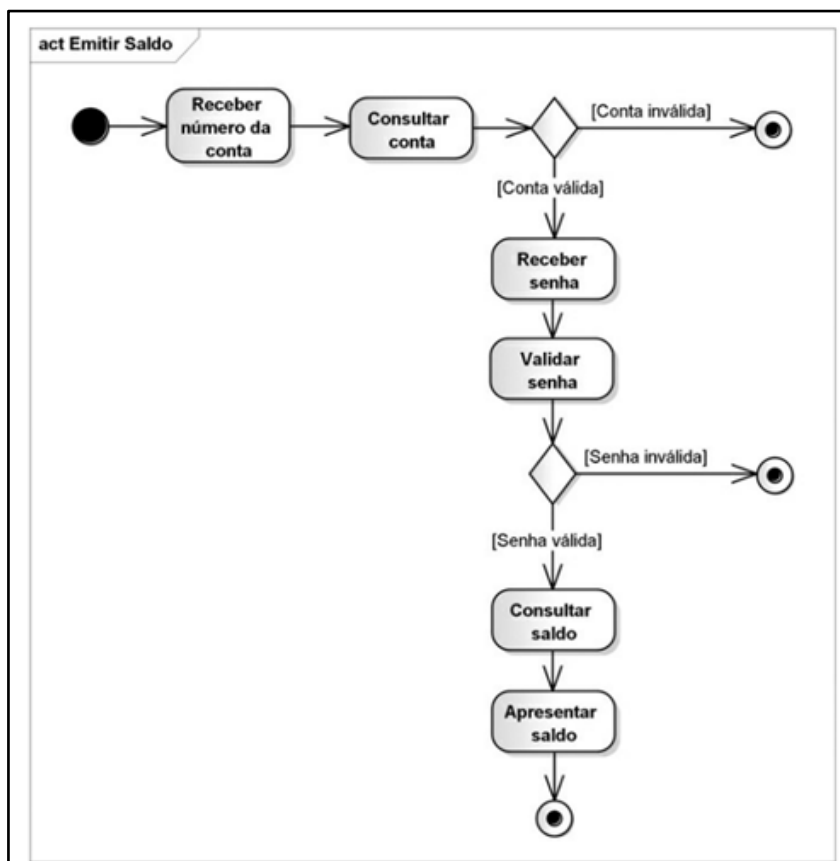 act Emitir Saldo
Receber
número da
conta
Consultar
conta
[Conta inválida]
[Conta válida]
Receber
senha
Validar
senha
[Senha inválida]
[Senha válida]
Consultar
saldo
Apresentar
saldo